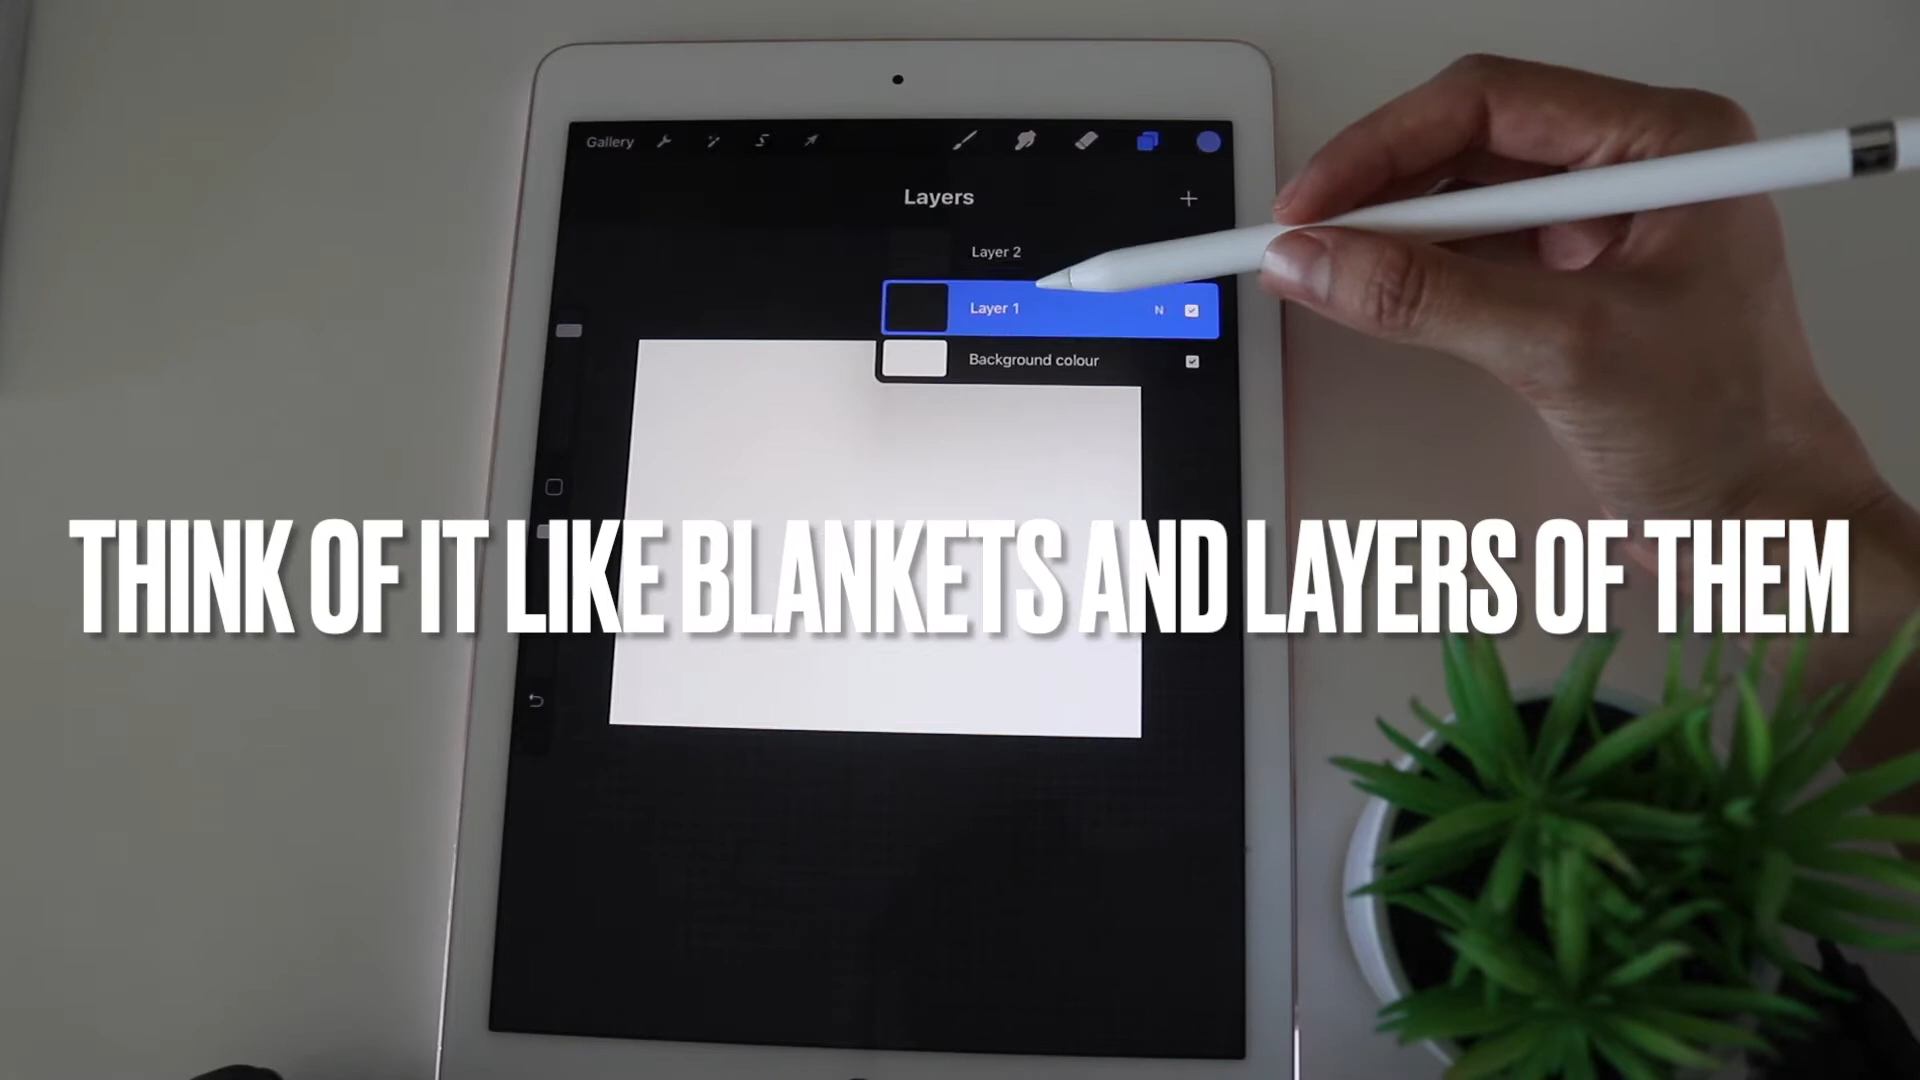 Gallery
Layers
Layer 2
Layer 1 N
Background colour
THINK OF IT LIKE BLANKETS AND LAYERS OF THEM